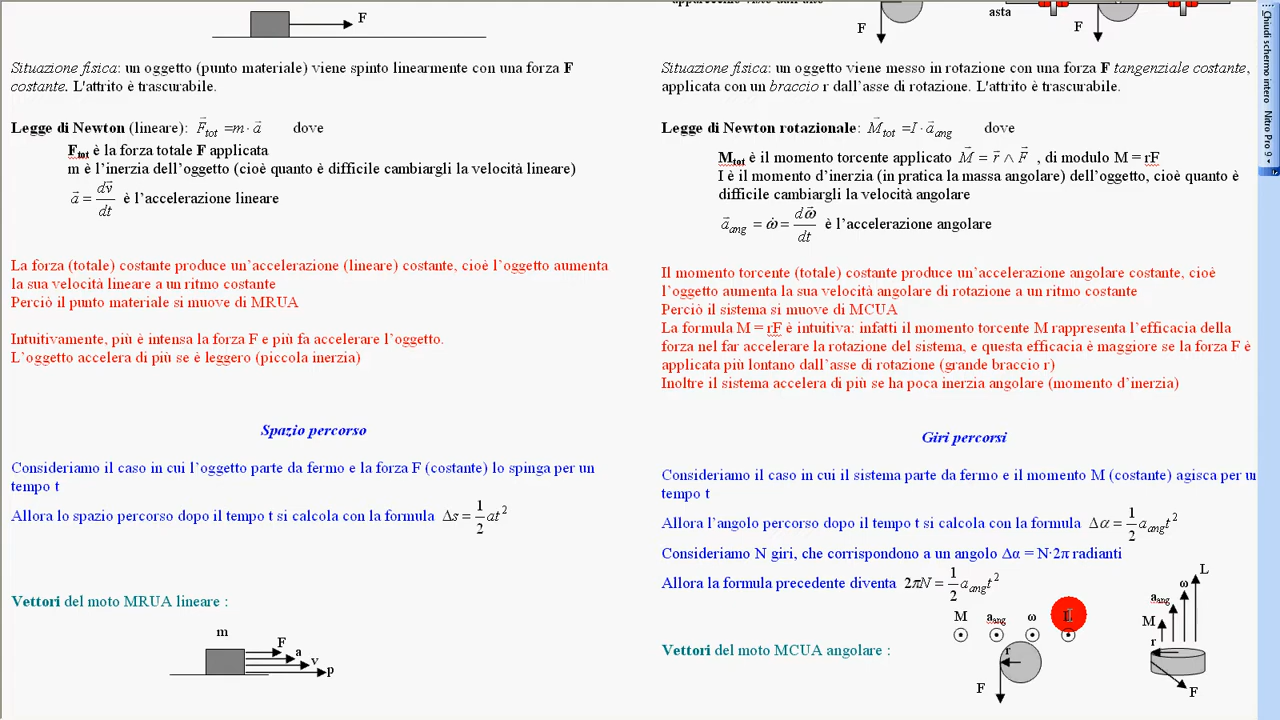 F
Situazione fisica: un oggetto (punto materiale) viene spinto linearmente con una forza F
costante. L'attrito è trascurabile.
Legge di Newton (lineare): F⃗tot =m· a⃗ dove
Ftot è la forza totale F applicata
m è l'inerzia dell'oggetto (cioè quanto è difficile cambiargli la velocità lineare)
a⃗ = dv⃗/dt è l'accelerazione lineare
La forza (totale) costante produce un'accelerazione (lineare) costante, cioè l'oggetto aumenta
la sua velocità lineare a un ritmo costante
Perciò il punto materiale si muove di MRUA
Intuitivamente, più è intensa la forza F e più fa accelerare l'oggetto.
L'oggetto accelera di più se è leggero (piccola inerzia)
Spazio percorso
Consideriamo il caso in cui l'oggetto parte da fermo e la forza F (costante) lo spinga per un
tempo t
Allora lo spazio percorso dopo il tempo t si calcola con la formula Δs = 1/2 at²
Vettori del moto MRUA lineare :
m
F
a
v
p
asta
F
F
Situazione fisica: un oggetto viene messo in rotazione con una forza F tangenziale costante,
applicata con un braccio r dall'asse di rotazione. L'attrito è trascurabile.
Legge di Newton rotazionale: M⃗tot =I· a⃗ang dove
Mtot è il momento torcente applicato M⃗ = r⃗ ∧ F⃗ , di modulo M = rF
I è il momento d'inerzia (in pratica la massa angolare) dell'oggetto, cioè quanto è
difficile cambiargli la velocità angolare
a⃗ang = ω̇ = dω⃗/dt è l'accelerazione angolare
Il momento torcente (totale) costante produce un'accelerazione angolare costante, cioè
l'oggetto aumenta la sua velocità angolare di rotazione a un ritmo costante
Perciò il sistema si muove di MCUA
La formula M = rF è intuitiva: infatti il momento torcente M rappresenta l'efficacia della
forza nel far accelerare la rotazione del sistema, e questa efficacia è maggiore se la forza F è
applicata più lontano dall'asse di rotazione (grande braccio r)
Inoltre il sistema accelera di più se ha poca inerzia angolare (momento d'inerzia)
Giri percorsi
Consideriamo il caso in cui il sistema parte da fermo e il momento M (costante) agisca per
tempo t
Allora l'angolo percorso dopo il tempo t si calcola con la formula Δα = 1/2 aangt²
Consideriamo N giri, che corrispondono a un angolo Δα = N·2π radianti
Allora la formula precedente diventa 2πN = 1/2 aangt²
Vettori del moto MCUA angolare :
M aang ω
r
F
L
ω
aang
M
r
F
Chiudi schermo intero Nitro Pro 9